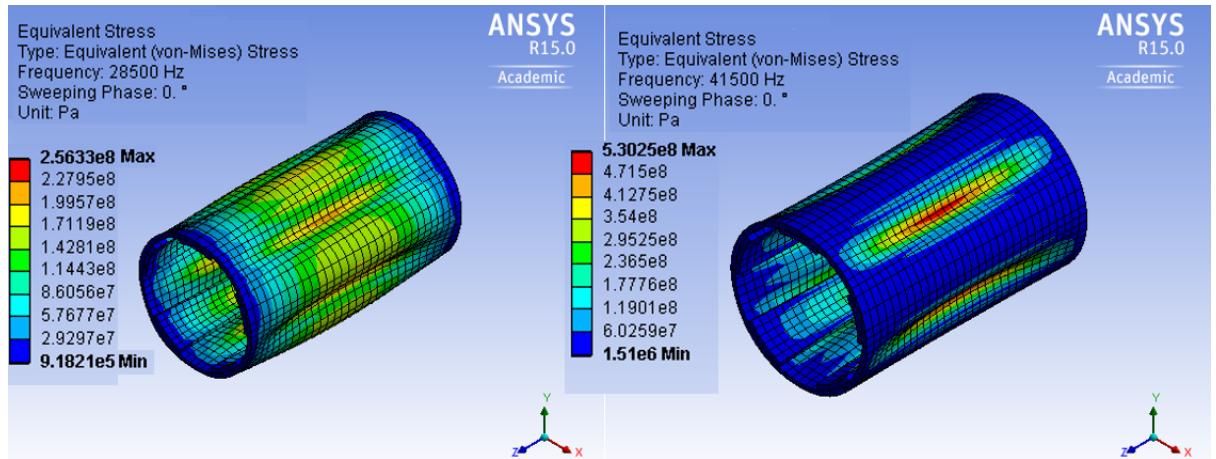 Equivalent Stress
Type: Equivalent (von-Mises) Stress
Frequency: 28500 Hz
Sweeping Phase: 0. °
Unit: Pa
ANSYS
R15.0
Academic
2.5633e8 Max
2.2795e8
1.9957e8
1.7119e8
1.4281e8
1.1443e8
8.6056e7
5.7677e7
2.9297e7
9.1821e5 Min
Y
Z
X
Equivalent Stress
Type: Equivalent (von-Mises) Stress
Frequency: 41500 Hz
Sweeping Phase: 0. °
Unit: Pa
ANSYS
R15.0
Academic
5.3025e8 Max
4.715e8
4.1275e8
3.54e8
2.9525e8
2.365e8
1.7776e8
1.1901e8
6.0259e7
1.51e6 Min
Y
Z
X